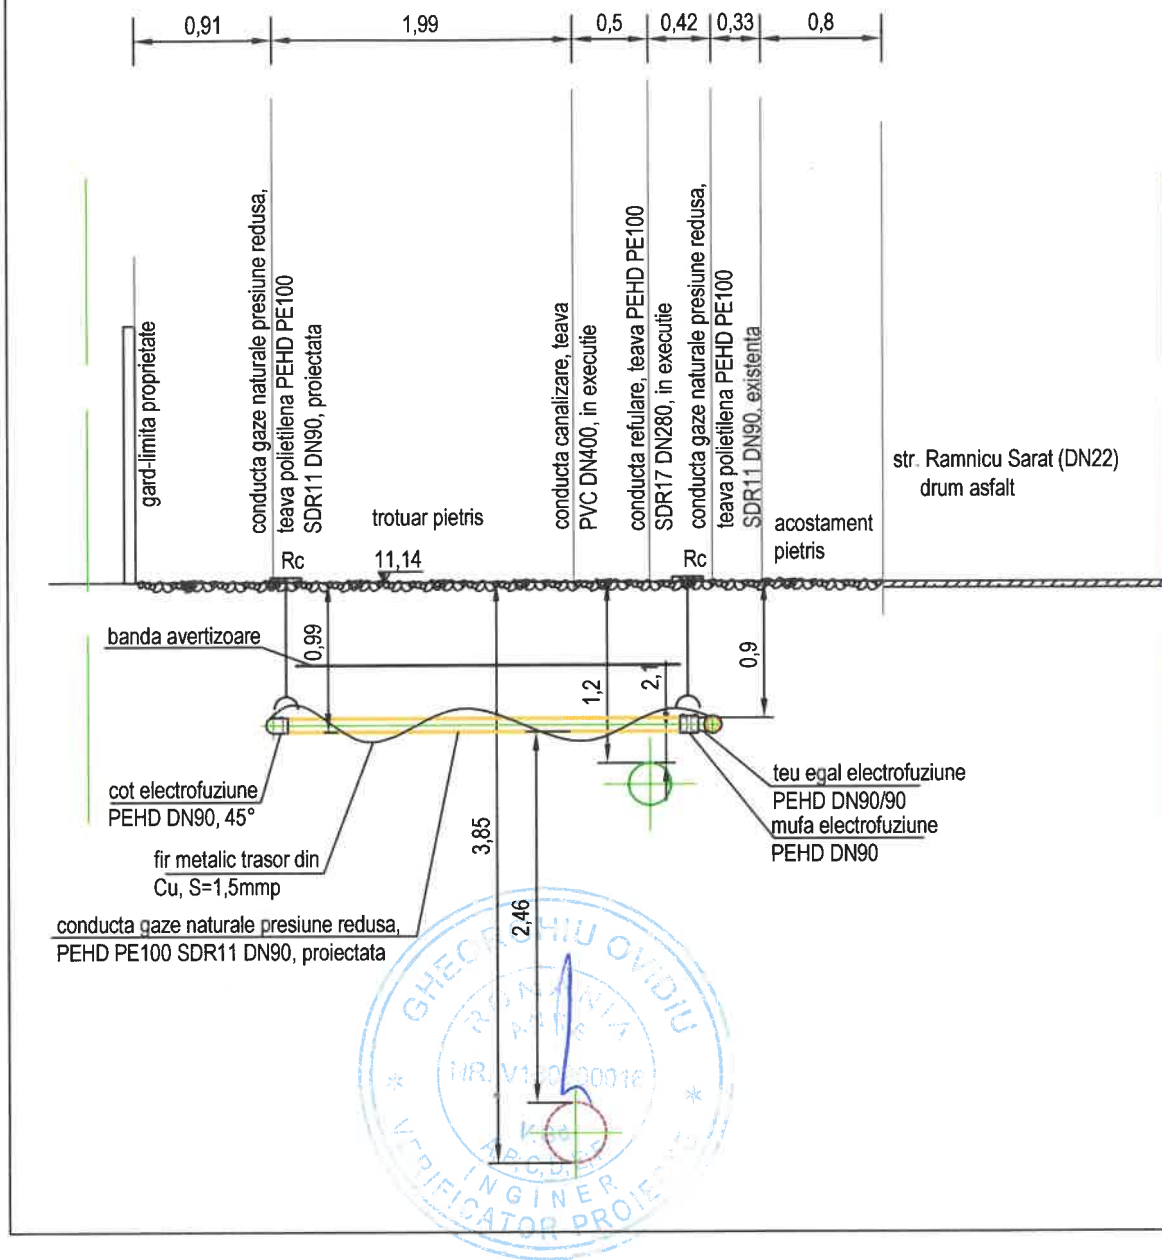 0,91
1,99
0,5
0,42
0,33
0,8
gard-limita proprietate
conducta gaze naturale presiune redusa,
teava polietilena PEHD PE100
SDR11 DN90, proiectata
conducta canalizare, teava
PVC DN400, in executie
conducta refulare, teava PEHD PE100
SDR17 DN280, in executie
conducta gaze naturale presiune redusa,
teava polietilena PEHD PE100
SDR11 DN90, existenta
str. Ramnicu Sarat (DN22)
drum asfalt
trotuar pietris
acostament
pietris
Rc
11,14
Rc
banda avertizoare
0,99
1,2
2,1
0,9
cot electrofuziune
PEHD DN90, 45°
teu egal electrofuziune
PEHD DN90/90
mufa electrofuziune
PEHD DN90
fir metalic trasor din
Cu, S=1,5mmp
3,85
2,46
conducta gaze naturale presiune redusa,
PEHD PE100 SDR11 DN90, proiectata
GHEORGHIU OVIDIU
ROMANIA
INGINER
VERIFICATOR